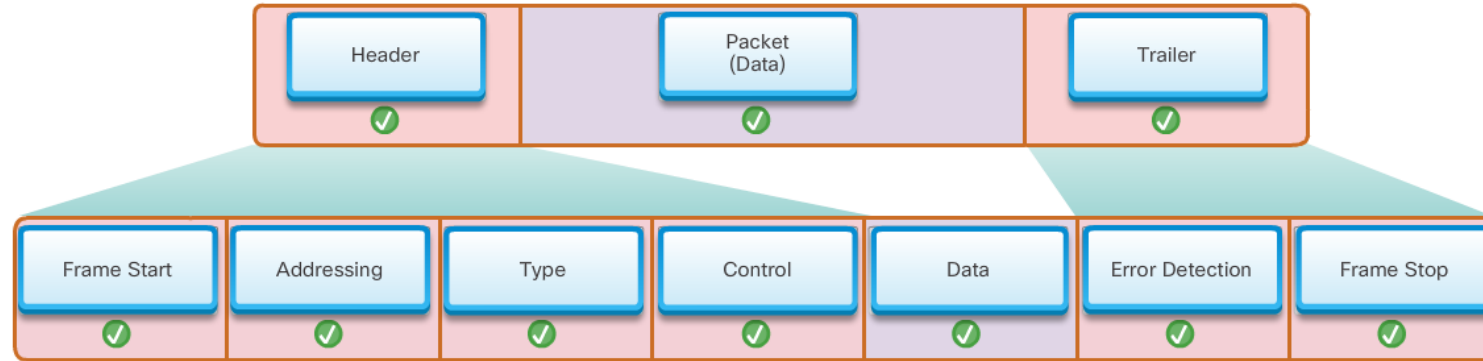 Header
Packet
(Data)
Trailer
Frame Start
Addressing
Type
Control
Data
Error Detection
Frame Stop